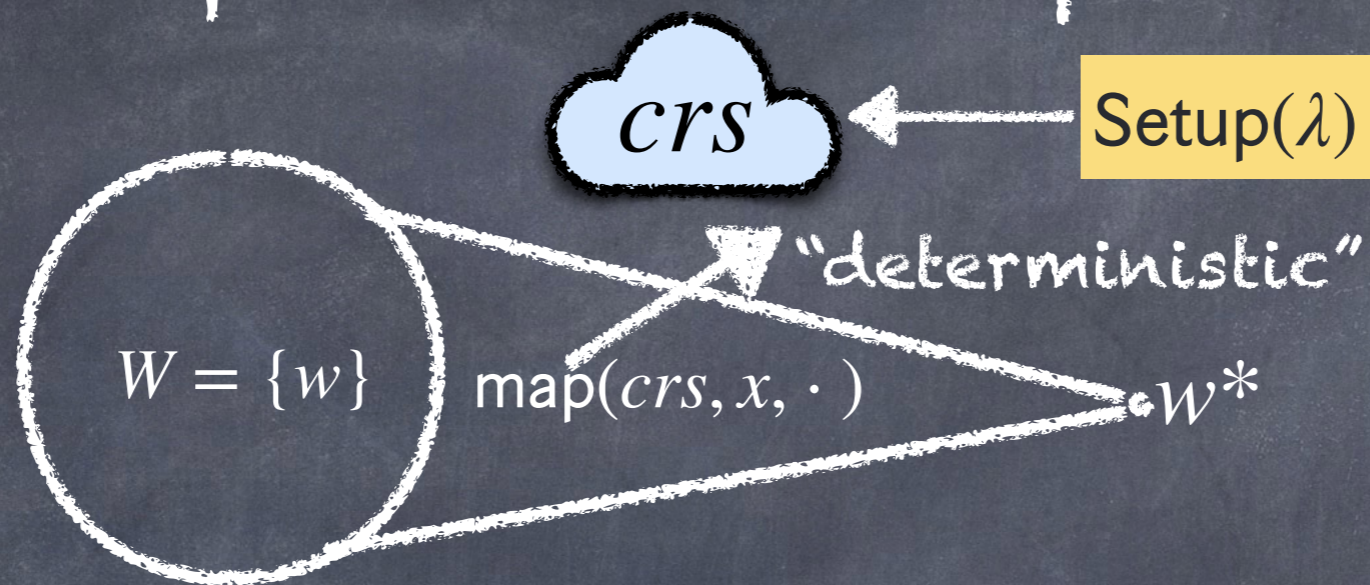 crs
Setup(λ)
"deterministic"
W = {w}
map(crs, x, · )
w*